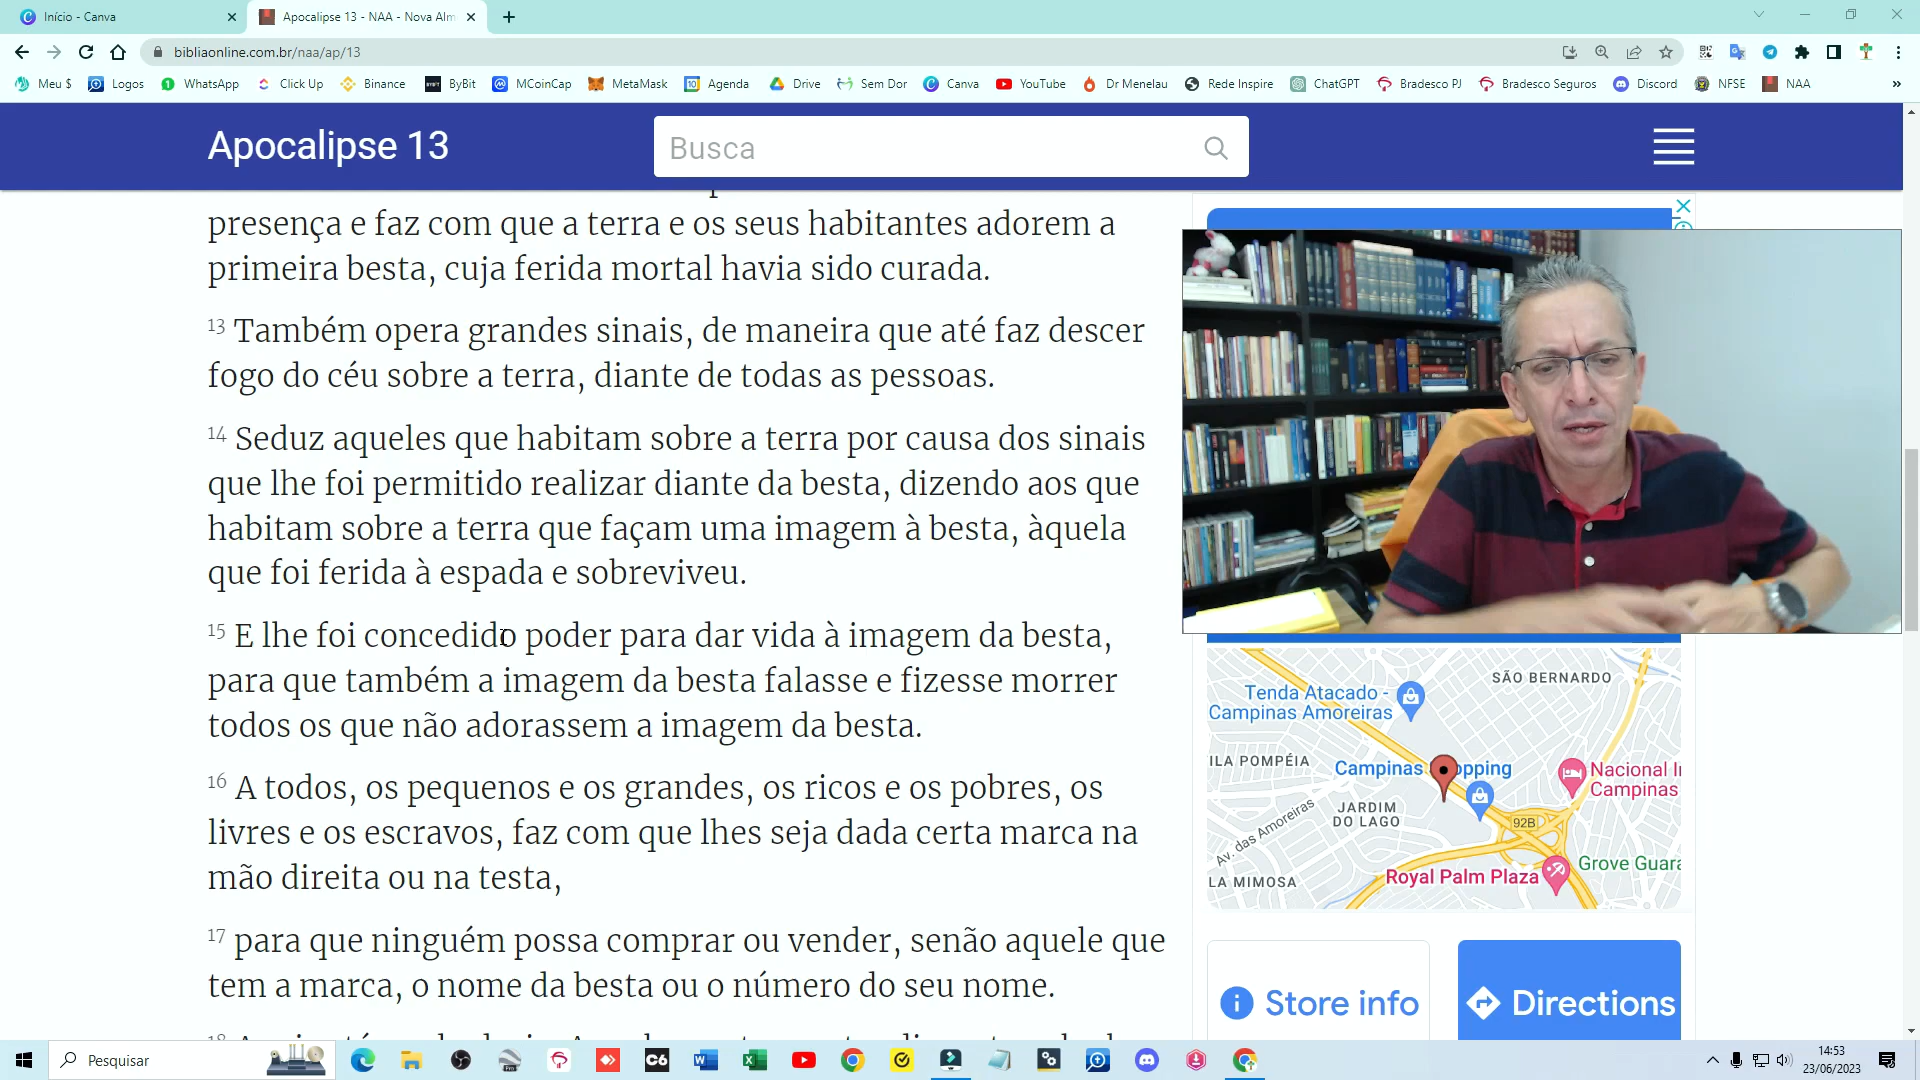 Início - Canva
Apocalipse 13 - NAA - Nova Alm
bibliaonline.com.br/naa/ap/13
Meu $ Logos WhatsApp Click Up Binance ByBit MCoinCap MetaMask Agenda Drive Sem Dor Canva YouTube Dr Menelau Rede Inspire ChatGPT Bradesco PJ Bradesco Seguros Discord NFSE NAA »
Apocalipse 13
Busca
presença e faz com que a terra e os seus habitantes adorem a
primeira besta, cuja ferida mortal havia sido curada.
13 Também opera grandes sinais, de maneira que até faz descer
fogo do céu sobre a terra, diante de todas as pessoas.
14 Seduz aqueles que habitam sobre a terra por causa dos sinais
que lhe foi permitido realizar diante da besta, dizendo aos que
habitam sobre a terra que façam uma imagem à besta, àquela
que foi ferida à espada e sobreviveu.
15 E lhe foi concedido poder para dar vida à imagem da besta,
para que também a imagem da besta falasse e fizesse morrer
todos os que não adorassem a imagem da besta.
16 A todos, os pequenos e os grandes, os ricos e os pobres, os
livres e os escravos, faz com que lhes seja dada certa marca na
mão direita ou na testa,
17 para que ninguém possa comprar ou vender, senão aquele que
tem a marca, o nome da besta ou o número do seu nome.
SÃO BERNARDO
Tenda Atacado -
Campinas Amoreiras
ILA POMPÉIA
Campinas opping
Nacional I
Campinas
JARDIM
DO LAGO
92B
Av. das Amoreiras
Grove Guara
Royal Palm Plaza
LA MIMOSA
Store info
Directions
Pesquisar
C6
14:53
23/06/2023